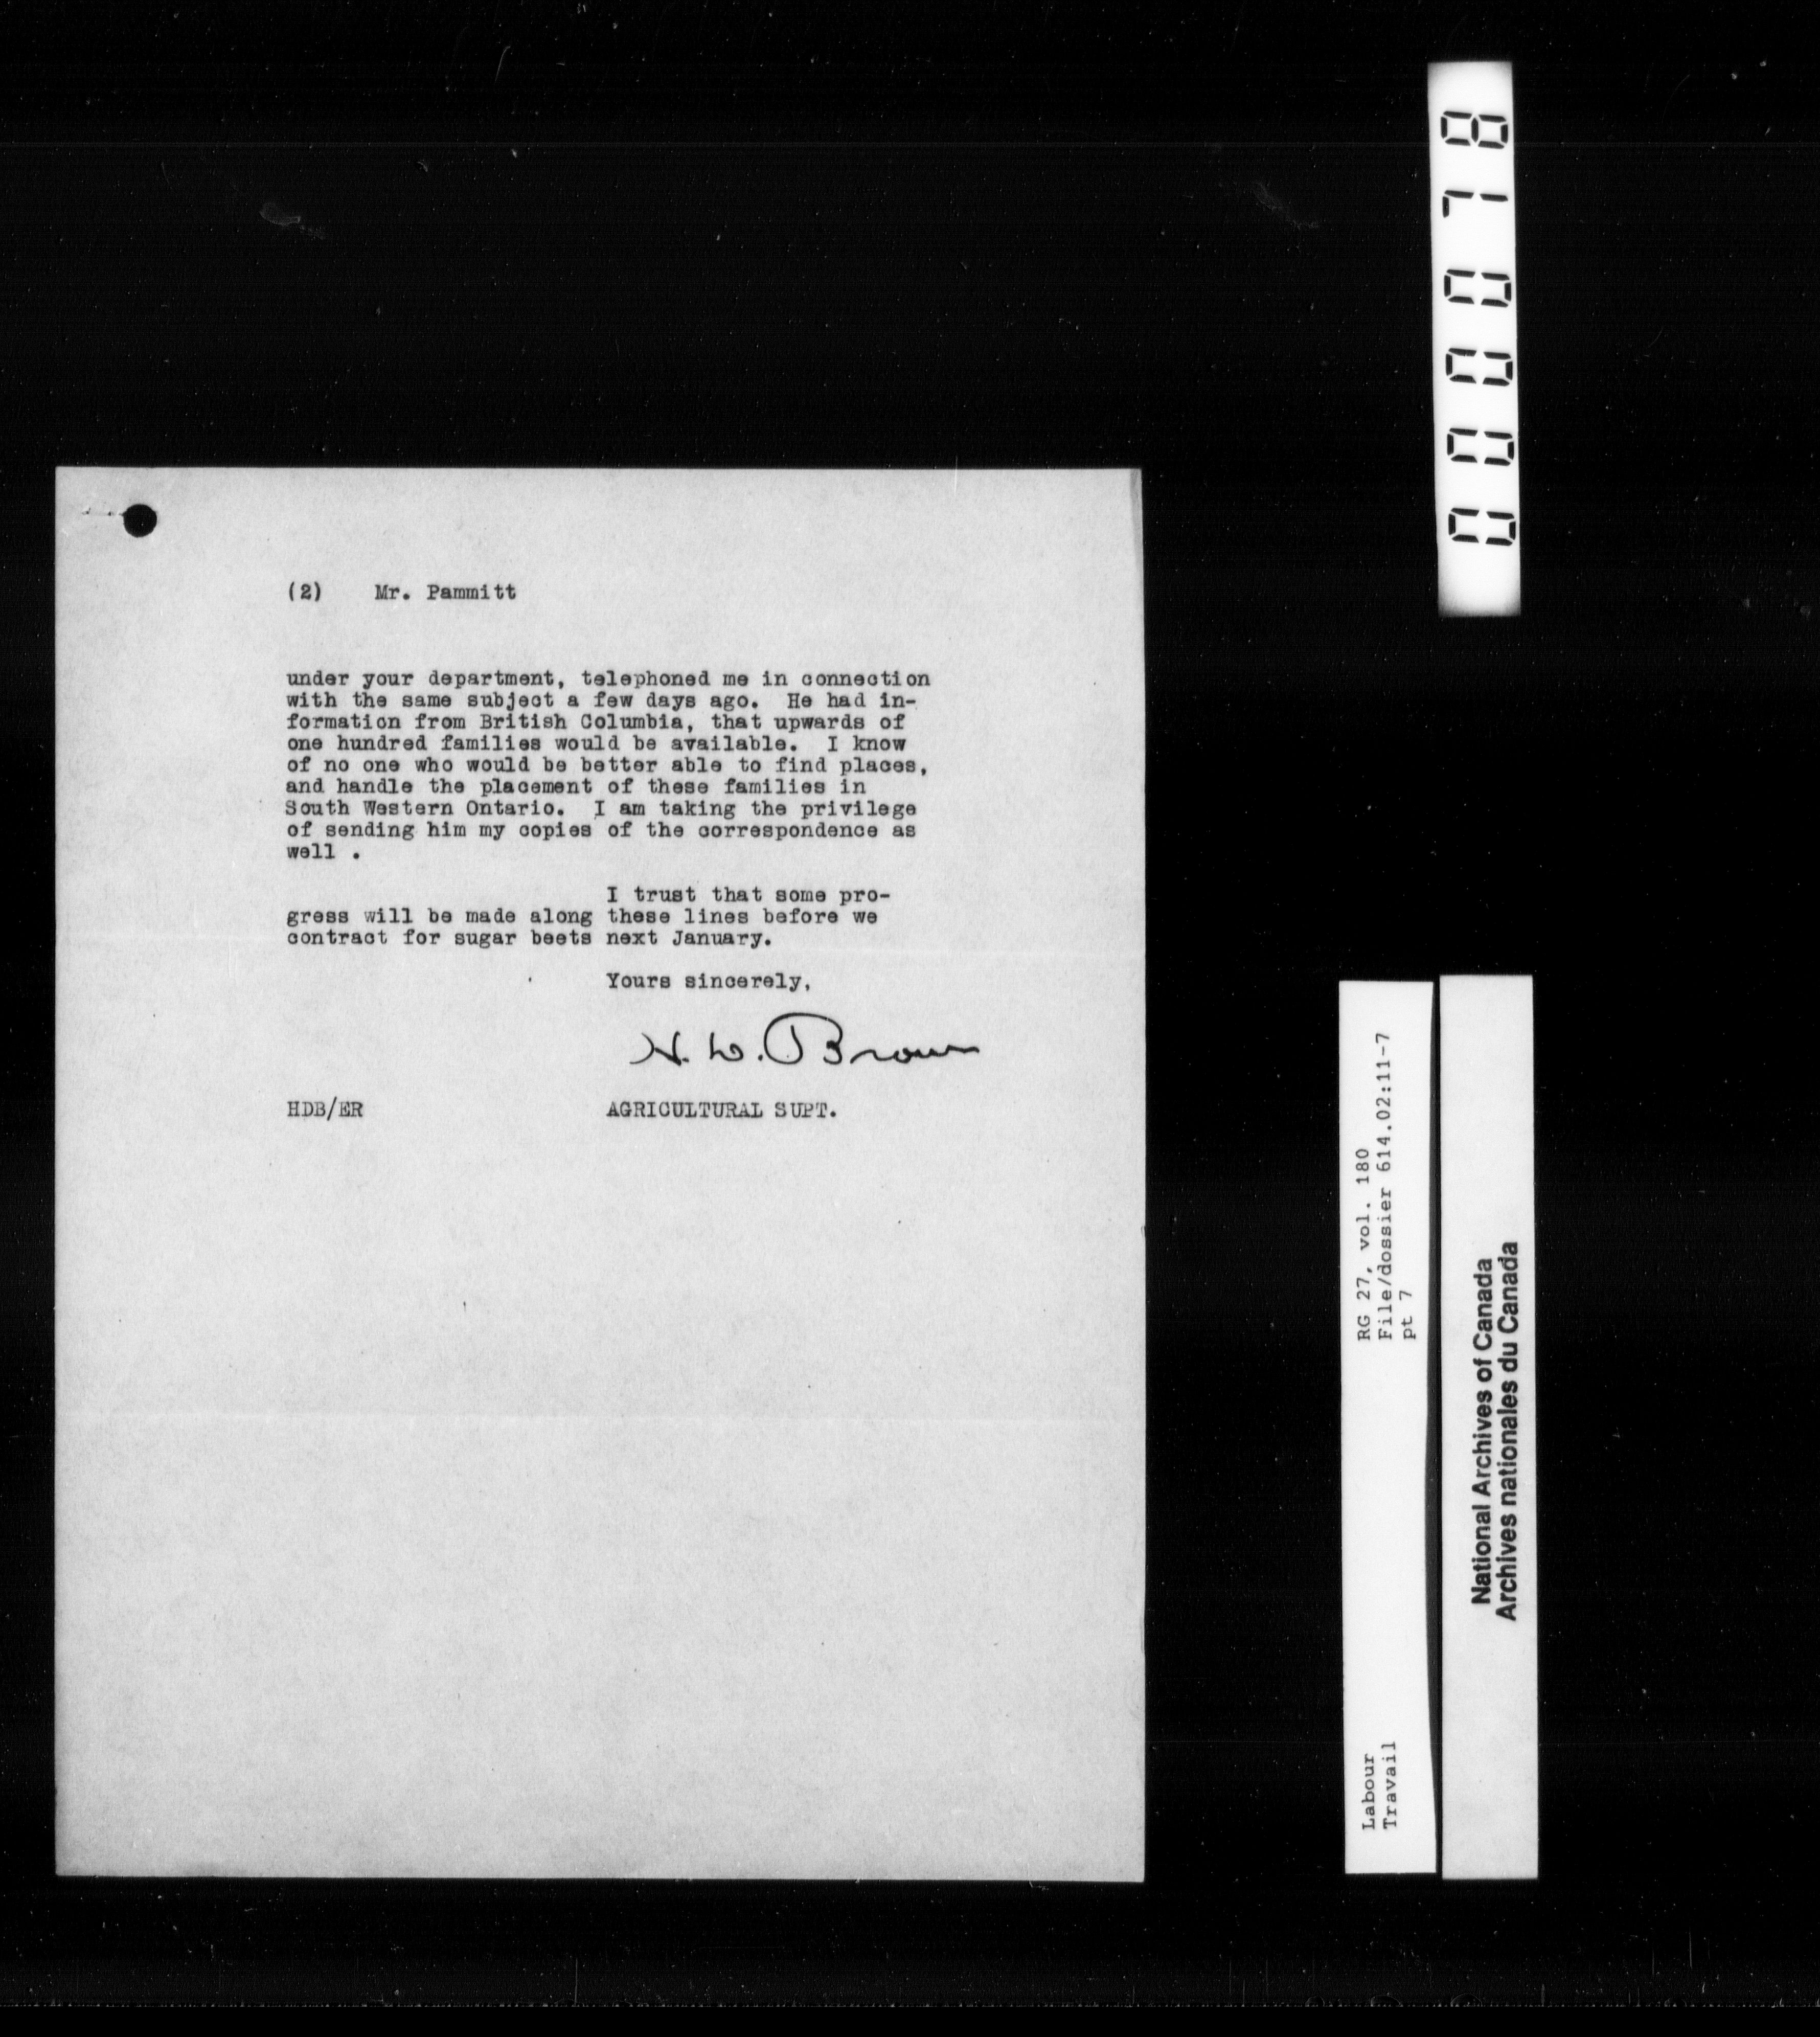 (2) Mr. Pammitt
under your department, telephoned me in connection
with the same subject a few days ago. He had in-
formation from British Columbia, that upwards of
one hundred families would be available. I know
of no one who would be better able to find places,
and handle the placement of these families in
South Western Ontario. I am taking the privilege
of sending him my copies of the correspondence as
well .
I trust that some pro-
gress will be made along these lines before we
contract for sugar beets next January.
Yours sincerely,
H. D. Brown
HDB/ER AGRICULTURAL SUPT.
000078
RG 27, vol. 180
File/dossier 614.02:11-7
pt 7
Labour
Travail
National Archives of Canada
Archives nationales du Canada